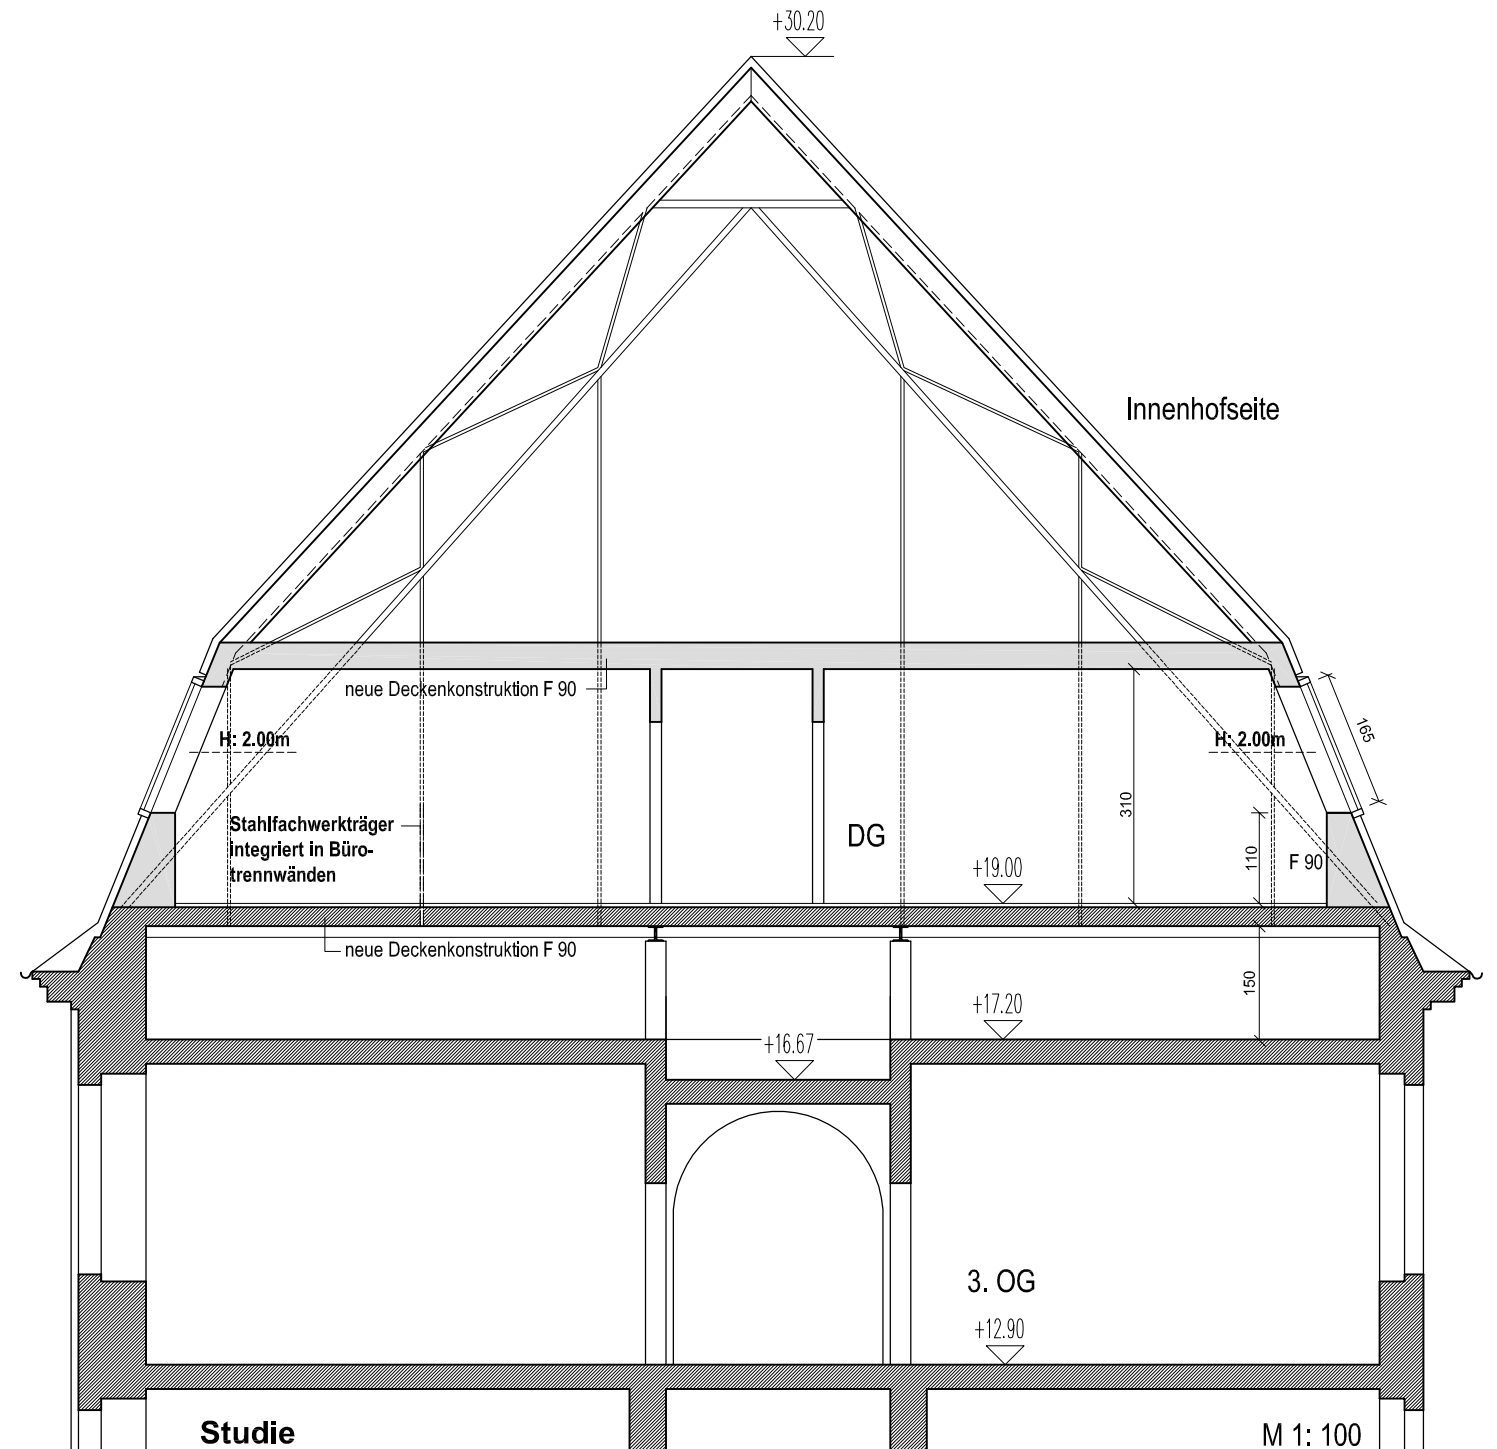 +30.20
Innenhofseite
neue Deckenkonstruktion F 90
H: 2.00m
H: 2.00m
165
Stahlfachwerkträger
integriert in Büro-
trennwänden
310
DG
110
F 90
+19.00
neue Deckenkonstruktion F 90
150
+17.20
+16.67
3. OG
+12.90
Studie
M 1: 100